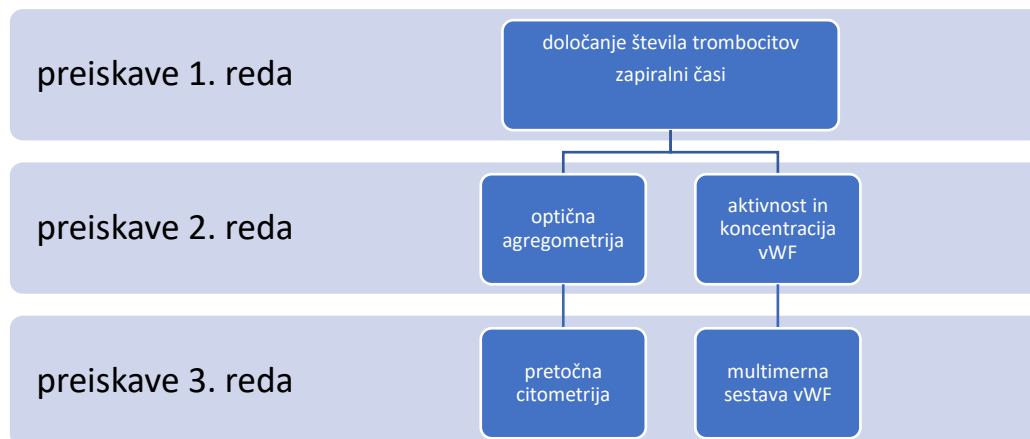 preiskave 1. reda
določanje števila trombocitov
zapiralni časi
preiskave 2. reda
optična
agregometrija
aktivnost in
koncentracija
vWF
preiskave 3. reda
pretočna
citometrija
multimerna
sestava vWF